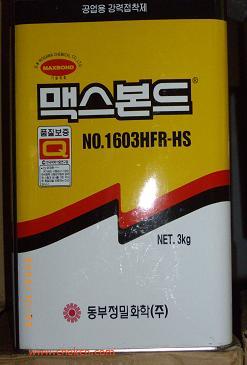 공업용 강력접착제
MAXBOND
맥스본드®
품질보증
Q
NO.1603HFR-HS
NET. 3kg
동부정밀화학(주)